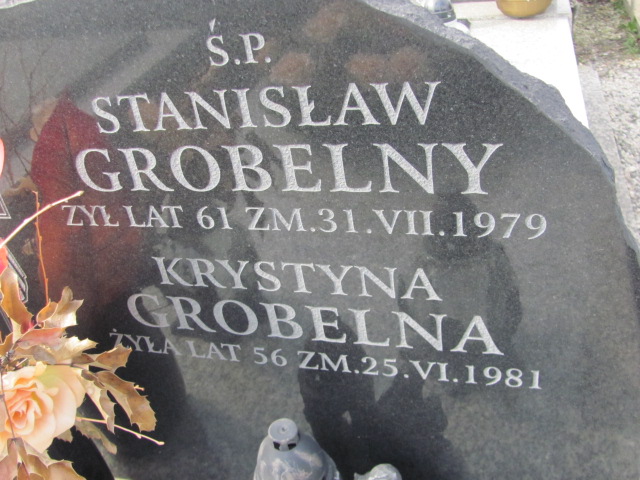 Ś.P.
STANISŁAW
GROBELNY
ŻYŁ LAT 61 ZM.31.VII.1979
KRYSTYNA
GROBELNA
ŻYŁA LAT 56 ZM.25.VI.1981